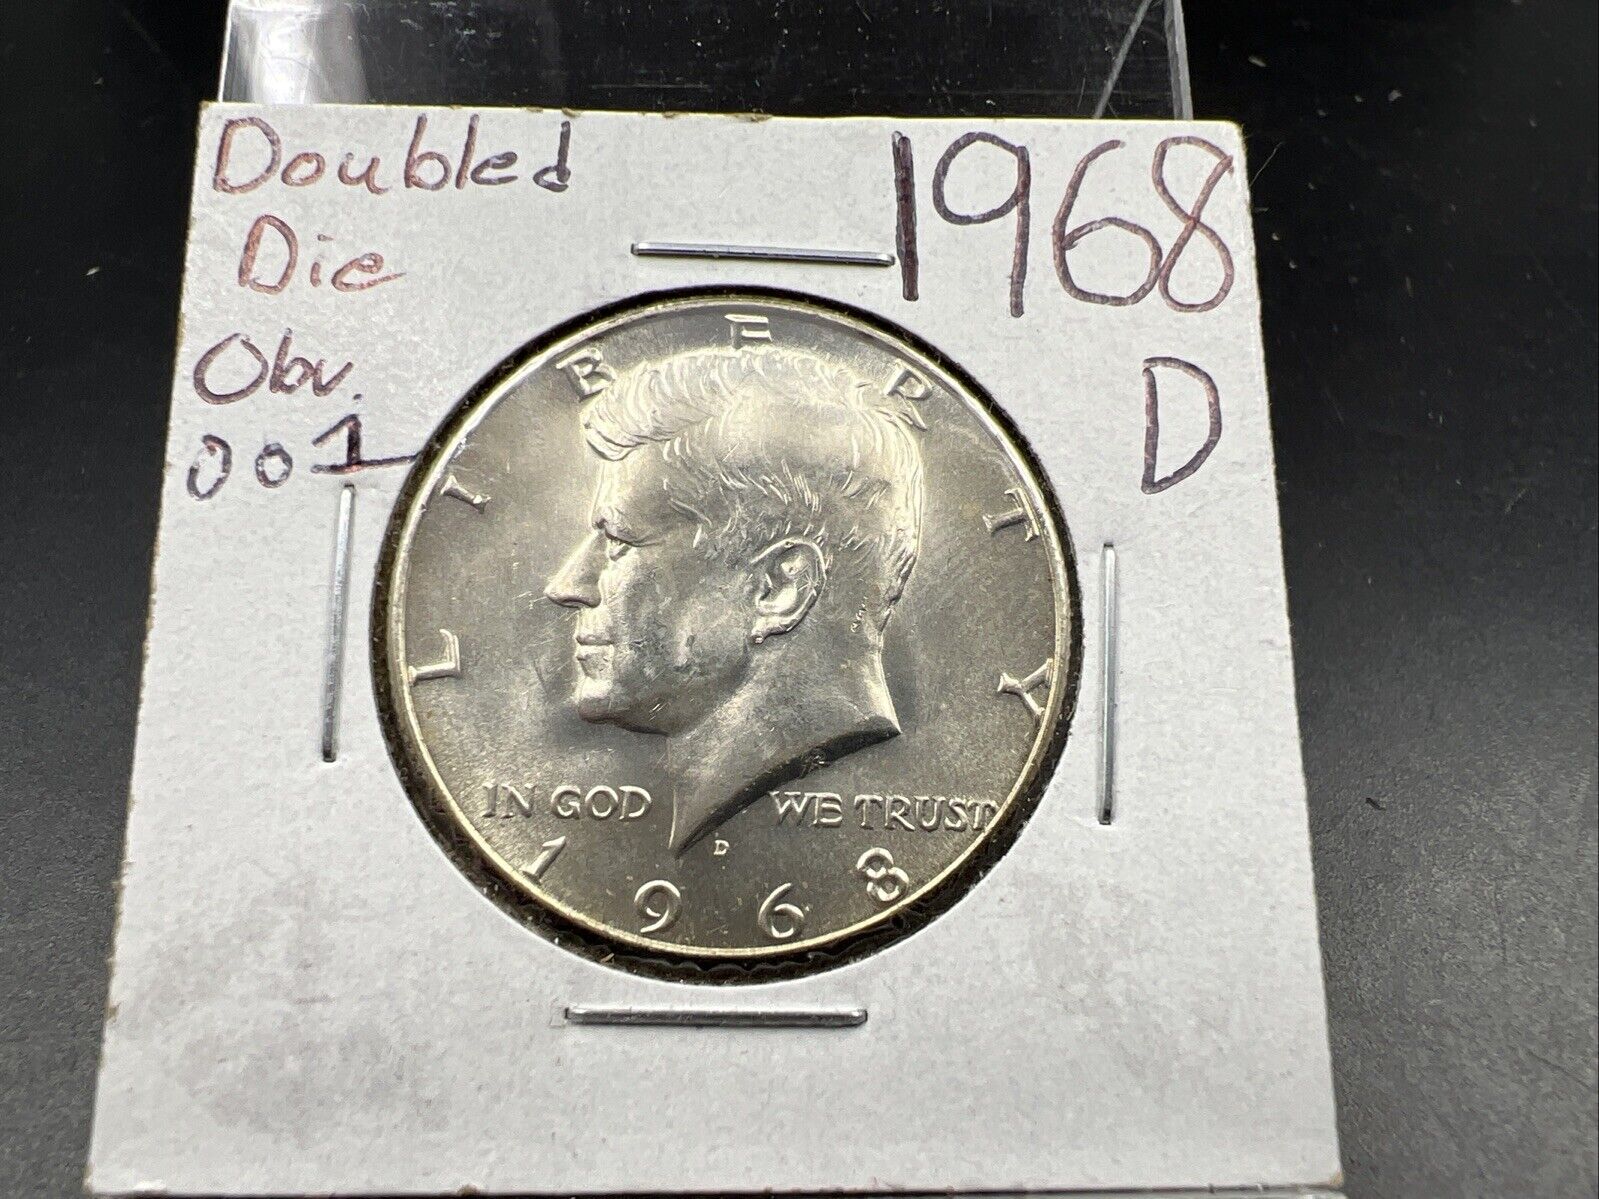 Doubled
Die
Obv.
001
1968
D
LIBERTY
IN GOD WE TRUST
D
1968